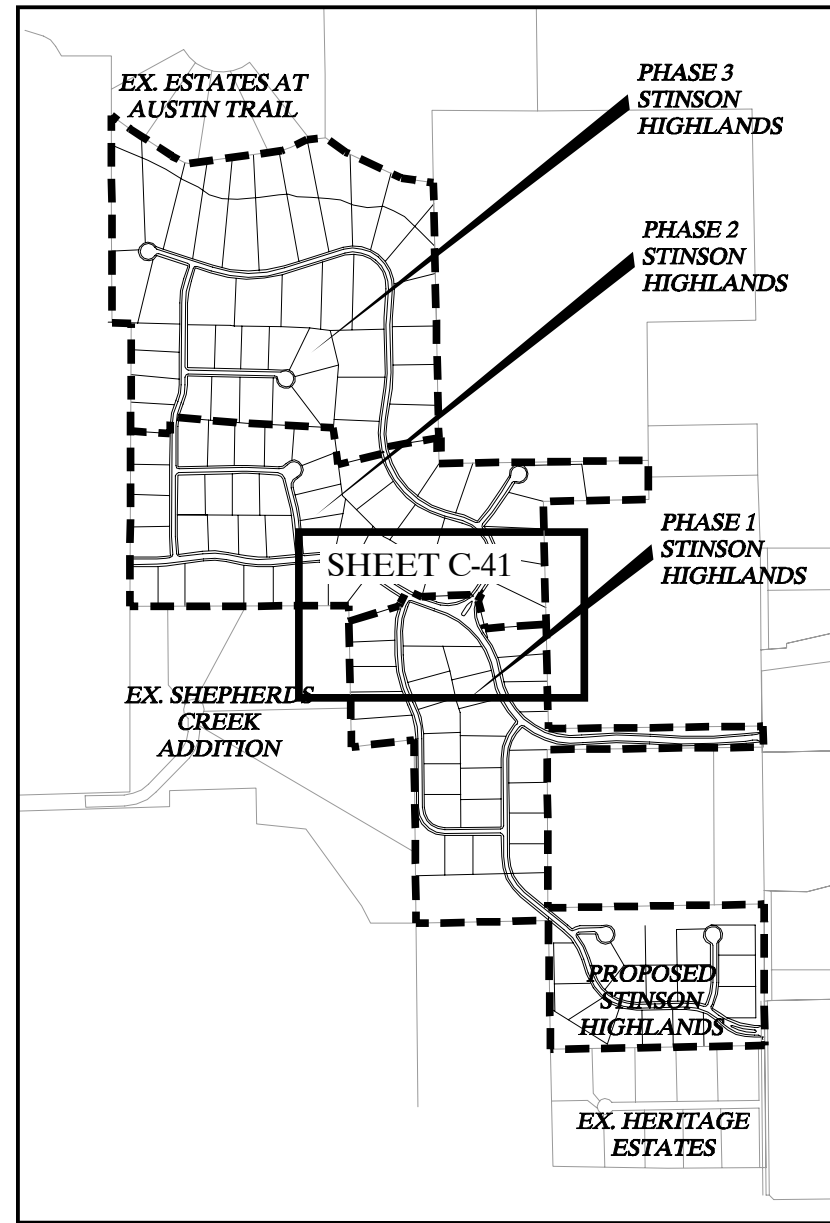 EX. ESTATES AT
AUSTIN TRAIL
PHASE 3
STINSON
HIGHLANDS
PHASE 2
STINSON
HIGHLANDS
PHASE 1
STINSON
HIGHLANDS
SHEET C-41
EX. SHEPHERDS
CREEK
ADDITION
PROPOSED
STINSON
HIGHLANDS
EX. HERITAGE
ESTATES